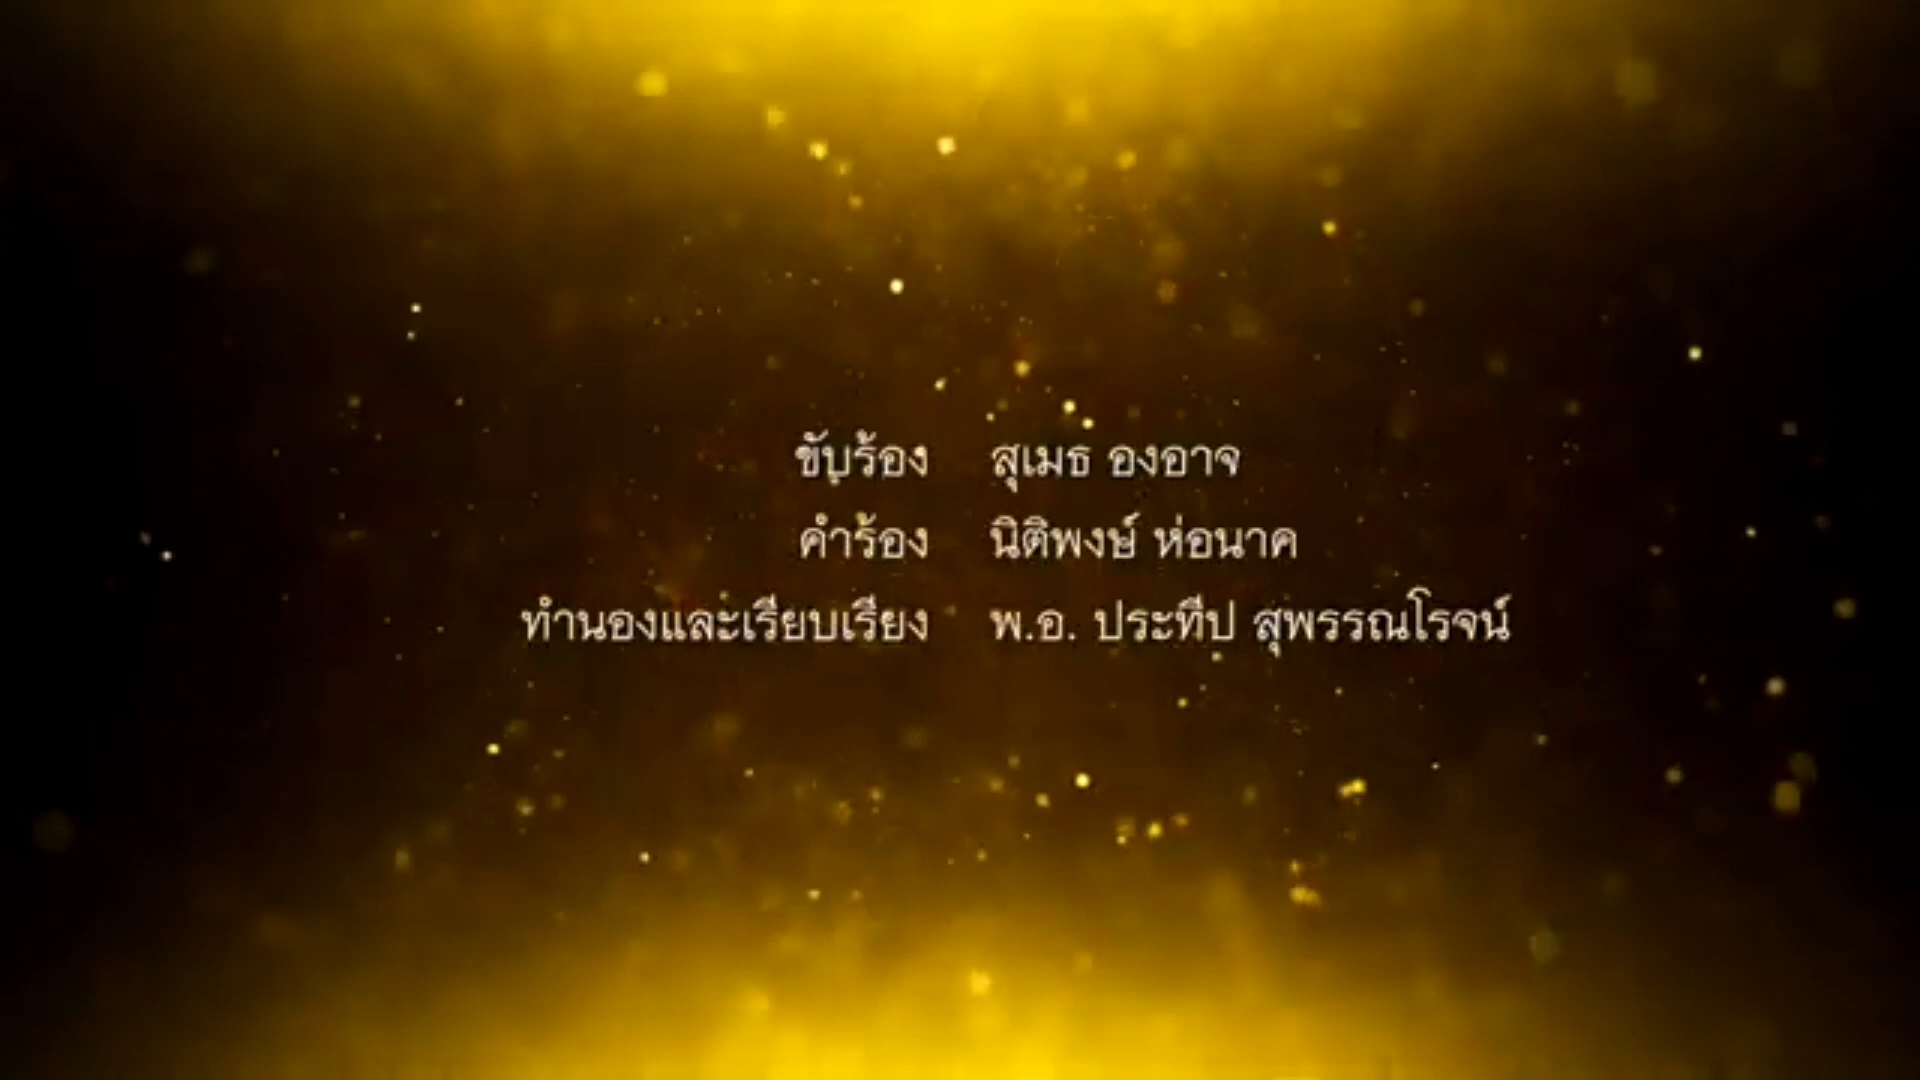 ขับร้อง สุเมธ องอาจ
คำร้อง นิติพงษ์ ห่อนาค
ทำนองและเรียบเรียง พ.อ. ประทีป สุพรรณโรจน์